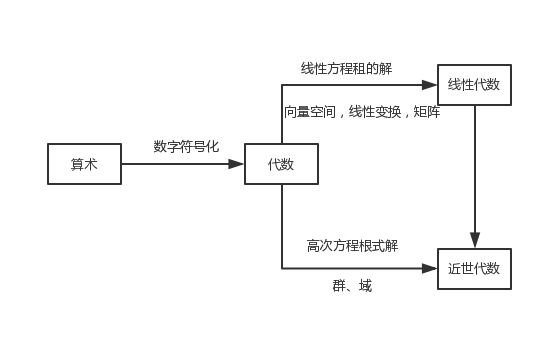 线性方程租的解
线性代数
向量空间，线性变换，矩阵
数字符号化
算术
代数
高次方程根式解
近世代数
群、域